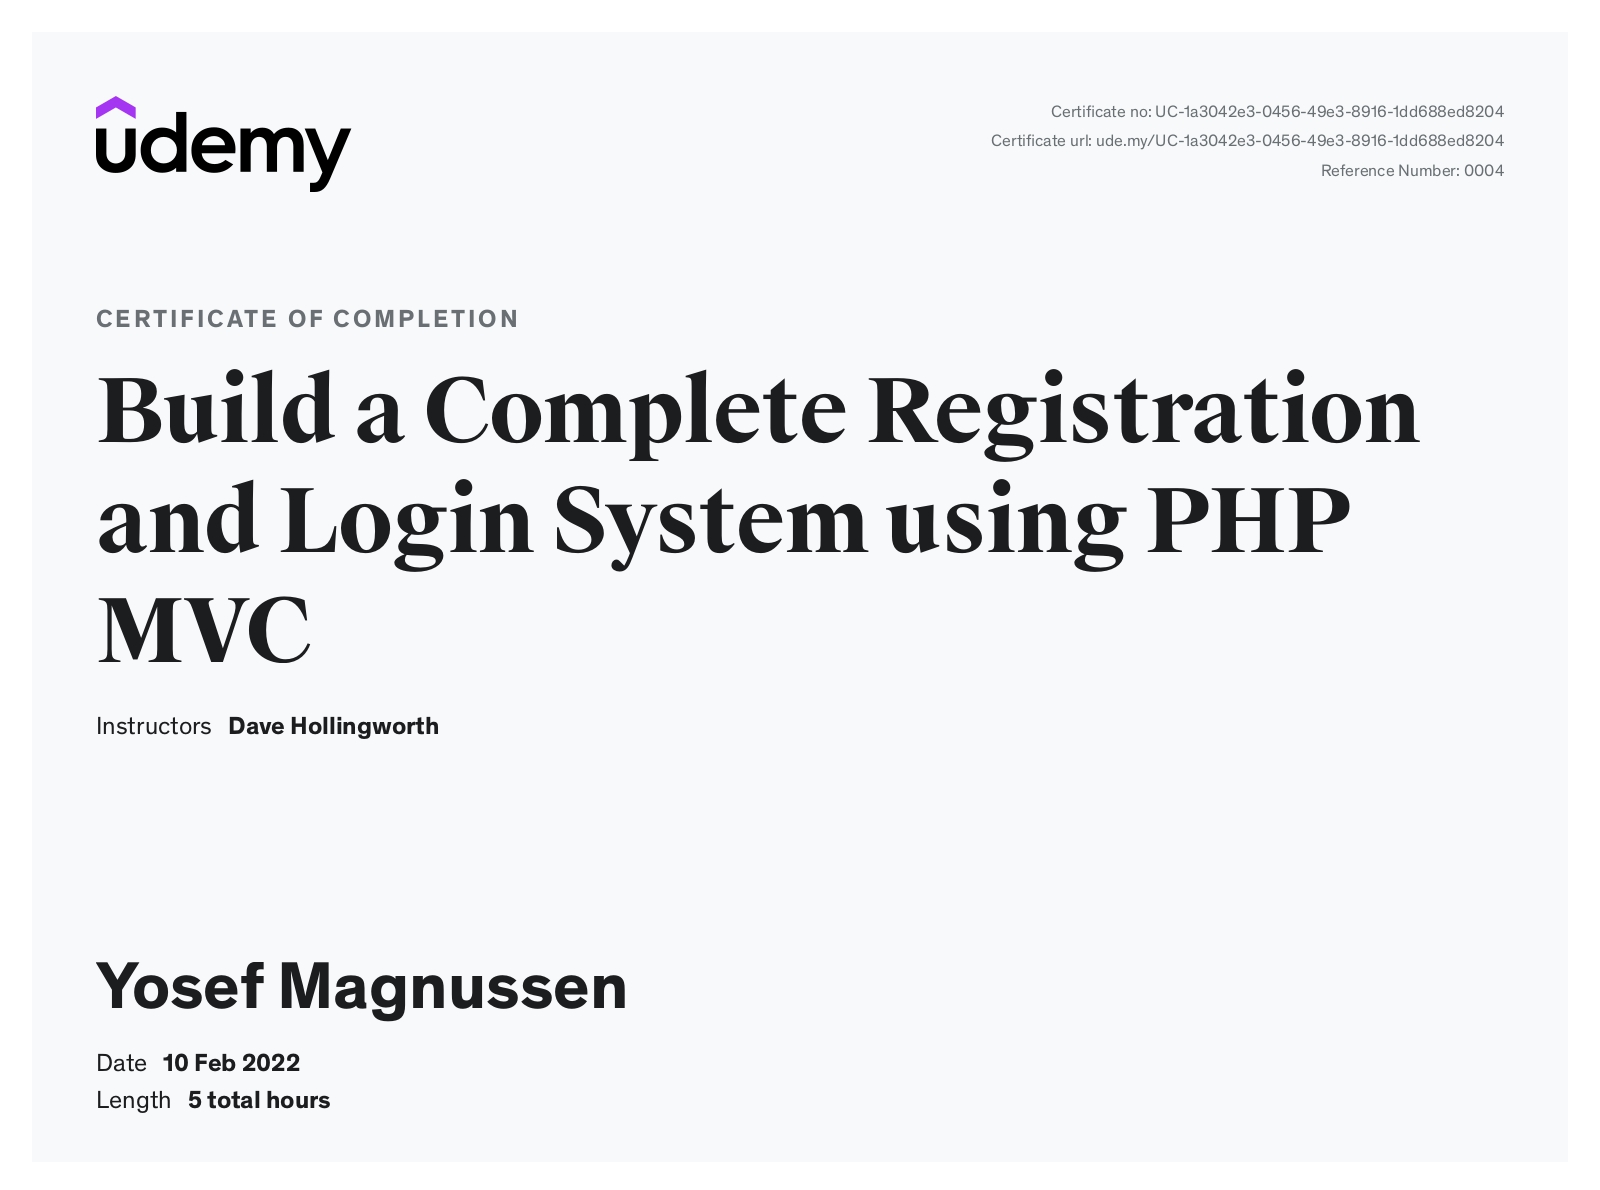 udemy
Certificate no: UC-1a3042e3-0456-49e3-8916-1dd688ed8204
Certificate url: ude.my/UC-1a3042e3-0456-49e3-8916-1dd688ed8204
Reference Number: 0004
CERTIFICATE OF COMPLETION
Build a Complete Registration
and Login System using PHP
MVC
Instructors Dave Hollingworth
Yosef Magnussen
Date 10 Feb 2022
Length 5 total hours